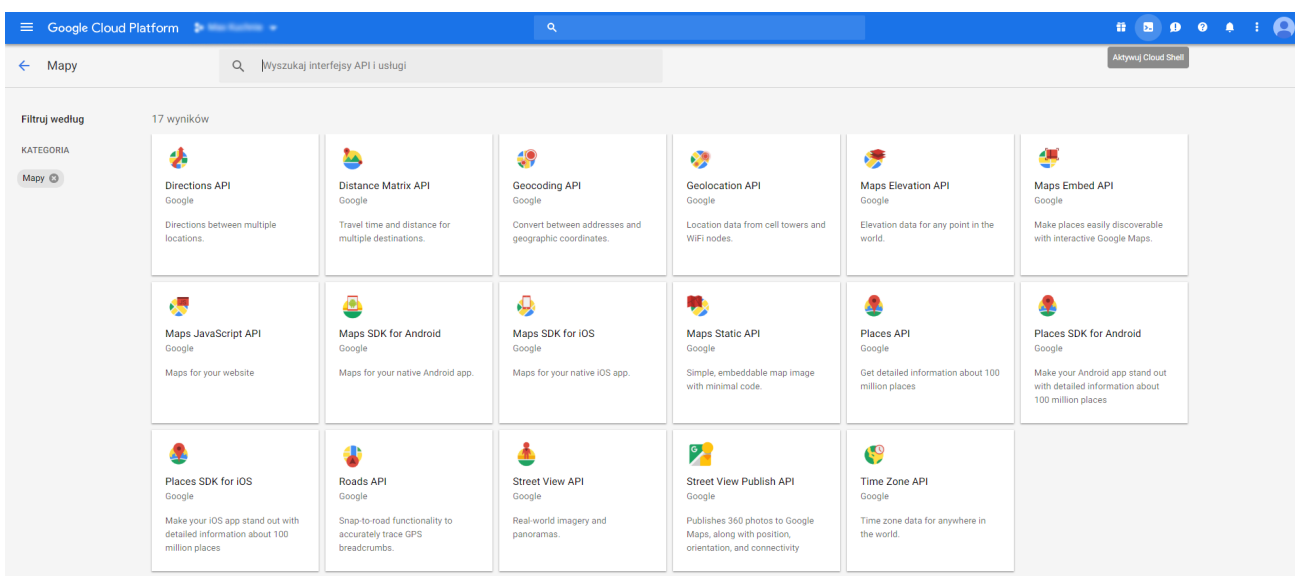 Google Cloud Platform
Aktywuj Cloud Shell
Mapy
Wyszukaj interfejsy API i usługi
Filtruj według
KATEGORIA
Mapy
17 wyników
Directions API
Google
Directions between multiple
locations.
Distance Matrix API
Google
Travel time and distance for
multiple destinations.
Geocoding API
Google
Convert between addresses and
geographic coordinates.
Geolocation API
Google
Location data from cell towers and
WiFi nodes.
Maps Elevation API
Google
Elevation data for any point in the
world.
Maps Embed API
Google
Make places easily discoverable
with interactive Google Maps.
Maps JavaScript API
Google
Maps for your website
Maps SDK for Android
Google
Maps for your native Android app.
Maps SDK for iOS
Google
Maps for your native iOS app.
Maps Static API
Google
Simple, embeddable map image
with minimal code.
Places API
Google
Get detailed information about 100
million places
Places SDK for Android
Google
Make your Android app stand out
with detailed information about
100 million places
Places SDK for iOS
Google
Make your iOS app stand out with
detailed information about 100
million places
Roads API
Google
Snap-to-road functionality to
accurately trace GPS
breadcrumbs.
Street View API
Google
Real-world imagery and
panoramas.
Street View Publish API
Google
Publishes 360 photos to Google
Maps, along with position,
orientation, and connectivity
Time Zone API
Google
Time zone data for anywhere in
the world.